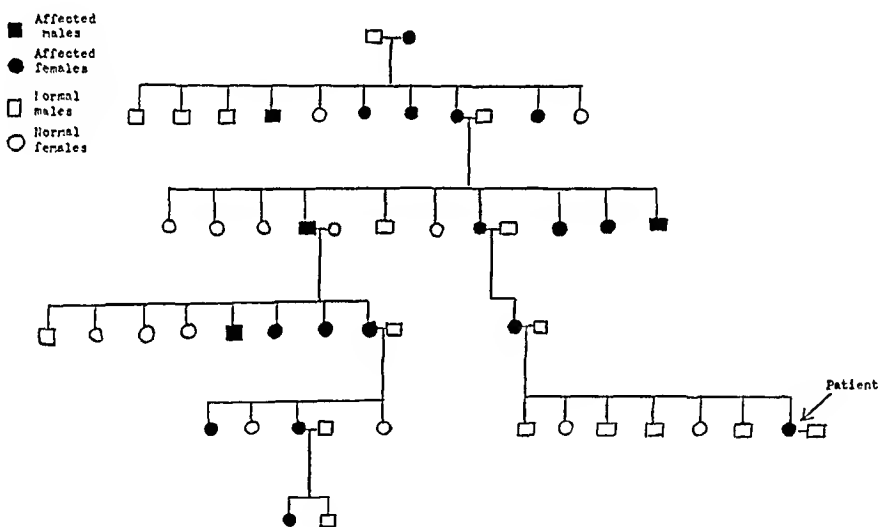 Affected
males
Affected
females
Normal
males
Normal
females
Patient